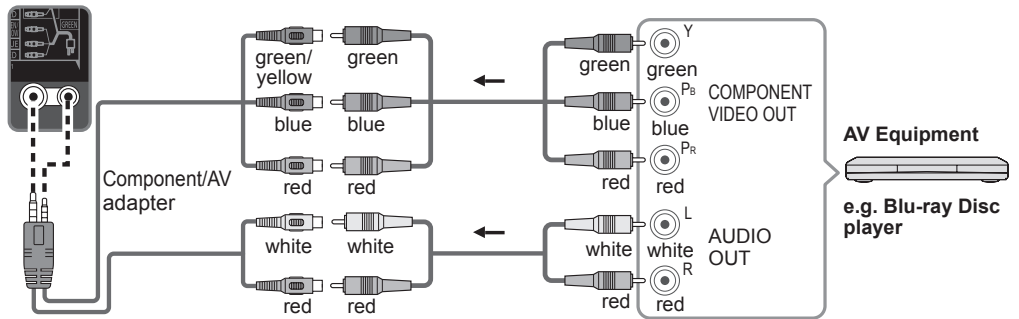 GREEN
green/
yellow
green
green
Y
green
blue
blue
blue
PB
blue
COMPONENT
VIDEO OUT
red
red
red
PR
red
AV Equipment
e.g. Blu-ray Disc
player
Component/AV
adapter
white
white
white
L
white
AUDIO
OUT
red
red
red
R
red